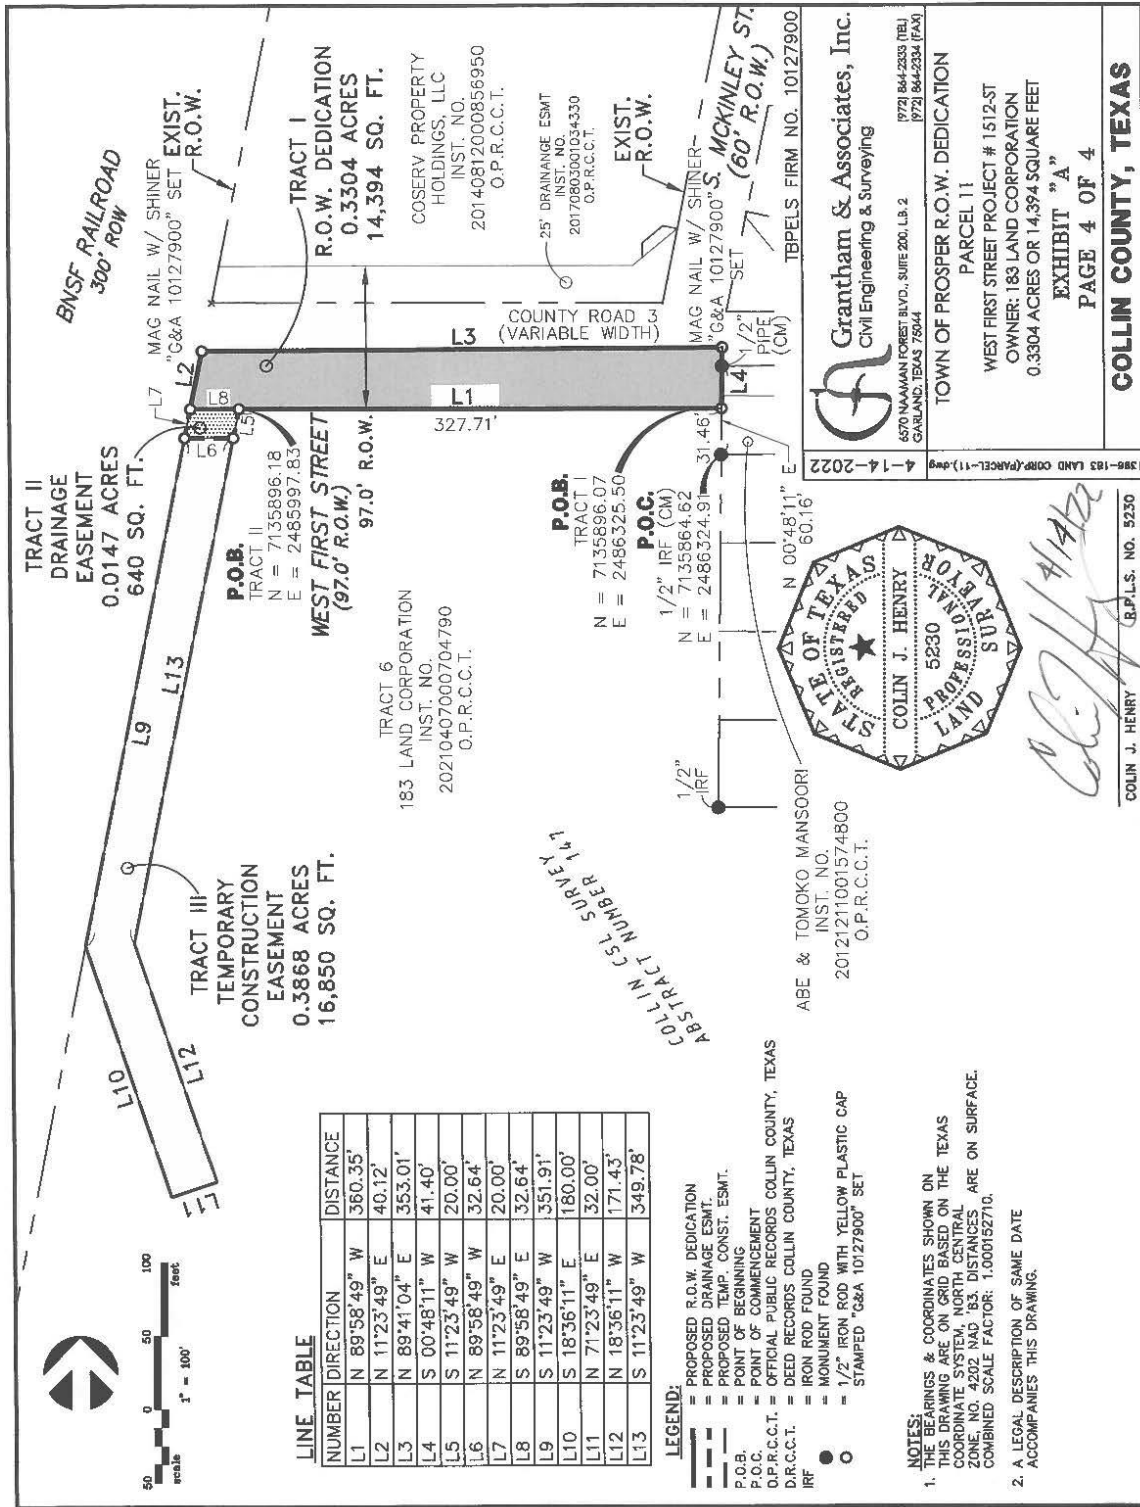 50 0 50 100
scale 1" = 100' feet
BNSF RAILROAD
300' ROW
TRACT II
DRAINAGE
EASEMENT
0.0147 ACRES
640 SQ. FT.
L7
MAG NAIL W/ SHINER
"G&A 10127900" SET
EXIST.
R.O.W.
L2
L8
L6
L5
TRACT I
R.O.W. DEDICATION
0.3304 ACRES
14,394 SQ. FT.
L9
L13
L10
L12
L11
TRACT III
TEMPORARY
CONSTRUCTION
EASEMENT
0.3868 ACRES
16,850 SQ. FT.
P.O.B.
TRACT II
N = 7135896.18
E = 2485997.83
WEST FIRST STREET
(97.0' R.O.W.)
97.0' R.O.W.
L1
327.71'
L3
COUNTY ROAD 3
(VARIABLE WIDTH)
COSERV PROPERTY
HOLDINGS, LLC
INST. NO.
20140812000856950
O.P.R.C.C.T.
25' DRAINANGE ESMT
INST. NO.
20170803001034330
O.P.R.C.C.T.
EXIST.
R.O.W.
TRACT 6
183 LAND CORPORATION
INST. NO.
20210407000704790
O.P.R.C.C.T.
P.O.B.
TRACT I
N = 7135896.07
E = 2486325.50
P.O.C.
1/2" IRF (CM)
N = 7135864.62
E = 2486324.91
31.46'
L4
MAG NAIL W/ SHINER
"G&A 10127900"
SET
1/2"
PIPE
(CM)
S. MCKINLEY ST.
(60' R.O.W.)
N 00°48'11" E
60.16'
1/2"
IRF
COLLIN CSL SURVEY
ABSTRACT NUMBER 147
ABE & TOMOKO MANSOORI
INST. NO.
20121211001574800
O.P.R.C.C.T.
LINE TABLE
NUMBER DIRECTION DISTANCE
L1 N 89°58'49" W 360.35'
L2 N 11°23'49" E 40.12'
L3 N 89°41'04" E 353.01'
L4 S 00°48'11" W 41.40'
L5 S 11°23'49" W 20.00'
L6 N 89°58'49" W 32.64'
L7 N 11°23'49" E 20.00'
L8 S 89°58'49" E 32.64'
L9 S 11°23'49" W 351.91'
L10 S 18°36'11" E 180.00'
L11 N 71°23'49" E 32.00'
L12 N 18°36'11" W 171.43'
L13 S 11°23'49" W 349.78'
LEGEND:
= PROPOSED R.O.W. DEDICATION
= PROPOSED DRAINAGE ESMT.
= PROPOSED TEMP. CONST. ESMT.
P.O.B. = POINT OF BEGINNING
P.O.C. = POINT OF COMMENCEMENT
O.P.R.C.C.T. = OFFICIAL PUBLIC RECORDS COLLIN COUNTY, TEXAS
D.R.C.C.T. = DEED RECORDS COLLIN COUNTY, TEXAS
IRF = IRON ROD FOUND
= MONUMENT FOUND
= 1/2" IRON ROD WITH YELLOW PLASTIC CAP
STAMPED "G&A 10127900" SET
NOTES:
1. THE BEARINGS & COORDINATES SHOWN ON
THIS DRAWING ARE ON GRID BASED ON THE TEXAS
COORDINATE SYSTEM, NORTH CENTRAL
ZONE, NO. 4202 NAD '83. DISTANCES ARE ON SURFACE.
COMBINED SCALE FACTOR: 1.000152710.
2. A LEGAL DESCRIPTION OF SAME DATE
ACCOMPANIES THIS DRAWING.
STATE OF TEXAS
REGISTERED
COLIN J. HENRY
5230
PROFESSIONAL
LAND SURVEYOR
4/14/22
COLIN J. HENRY R.P.L.S. NO. 5230
TBPELS FIRM NO. 10127900
Grantham & Associates, Inc.
Civil Engineering & Surveying
6570 NAAMAN FOREST BLVD., SUITE 200, L.B. 2 (972) 864-2333 (TEL)
GARLAND, TEXAS 75044 (972) 864-2334 (FAX)
4-14-2022
TOWN OF PROSPER R.O.W. DEDICATION
PARCEL 11
WEST FIRST STREET PROJECT # 1512-ST
OWNER: 183 LAND CORPORATION
0.3304 ACRES OR 14,394 SQUARE FEET
EXHIBIT "A"
PAGE 4 OF 4
COLLIN COUNTY, TEXAS
386-183 LAND CORP.(PARCEL-11).dwg